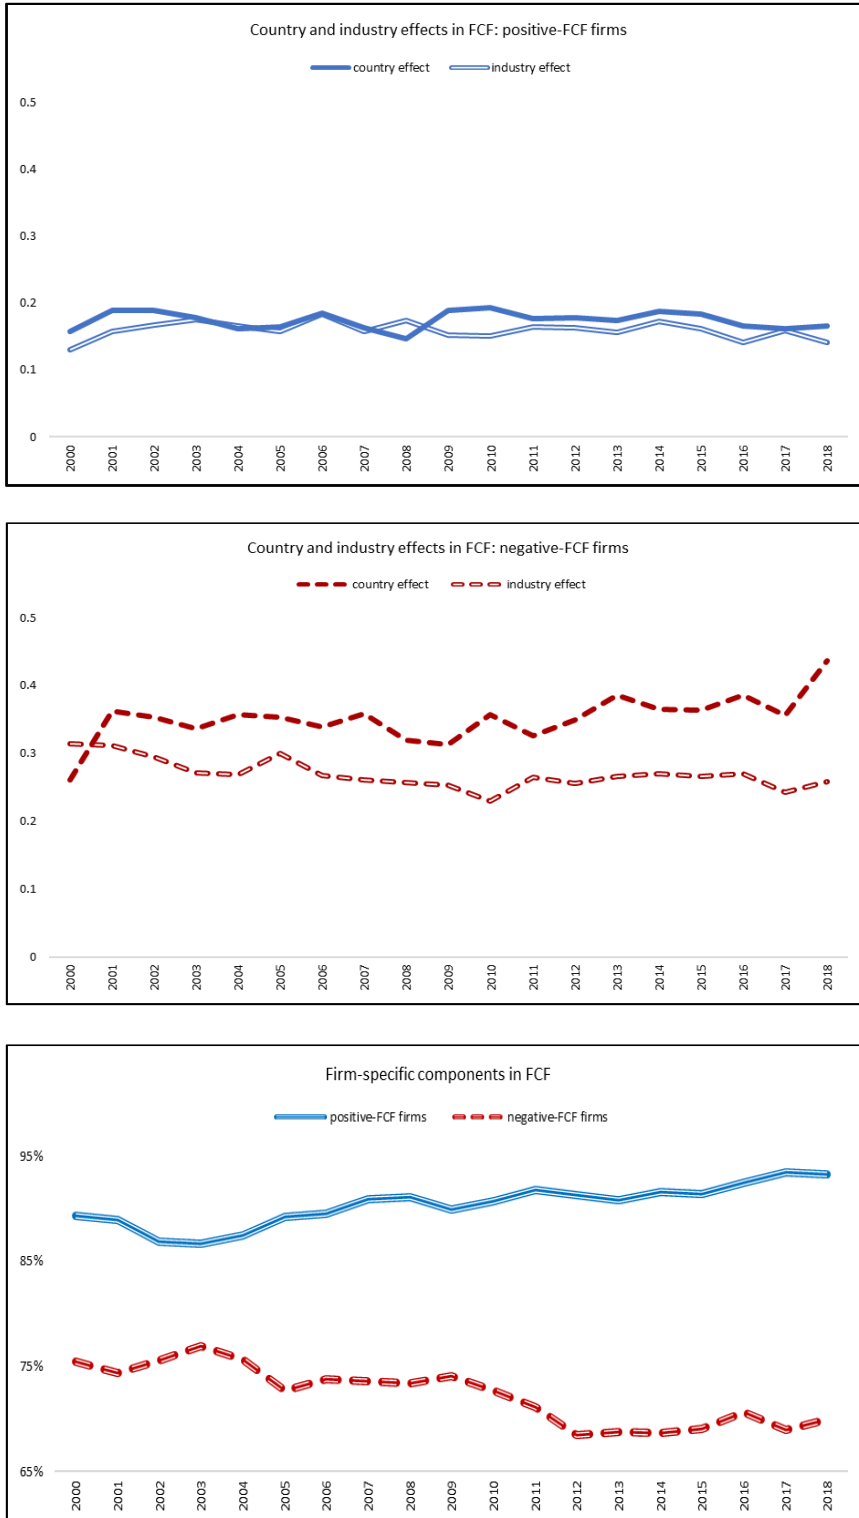 Country and industry effects in FCF: positive-FCF firms
country effect industry effect
0.5
0.4
0.3
0.2
0.1
0
2000 2001 2002 2003 2004 2005 2006 2007 2008 2009 2010 2011 2012 2013 2014 2015 2016 2017 2018
Country and industry effects in FCF: negative-FCF firms
country effect industry effect
0.5
0.4
0.3
0.2
0.1
0
2000 2001 2002 2003 2004 2005 2006 2007 2008 2009 2010 2011 2012 2013 2014 2015 2016 2017 2018
Firm-specific components in FCF
positive-FCF firms negative-FCF firms
95%
85%
75%
65%
2000 2001 2002 2003 2004 2005 2006 2007 2008 2009 2010 2011 2012 2013 2014 2015 2016 2017 2018